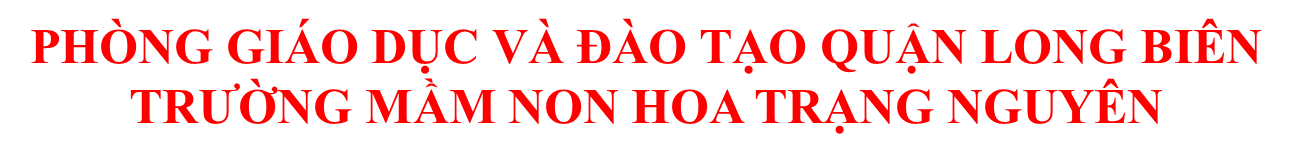 PHÒNG GIÁO DỤC VÀ ĐÀO TẠO QUẬN LONG BIÊN
TRƯỜNG MẦM NON HOA TRẠNG NGUYÊN